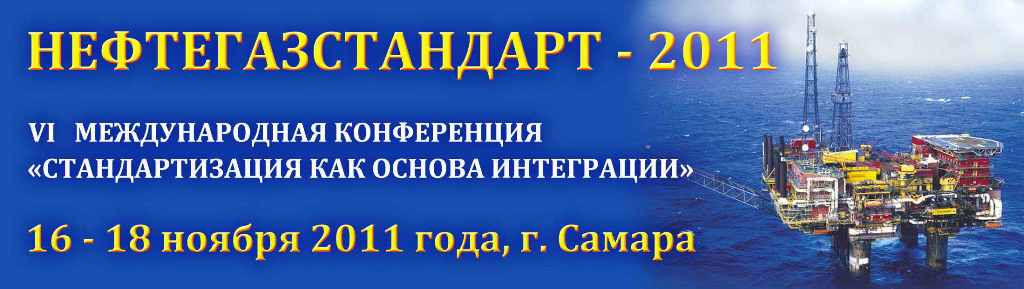 НЕФТЕГАЗСТАНДАРТ - 2011
VI МЕЖДУНАРОДНАЯ КОНФЕРЕНЦИЯ
«СТАНДАРТИЗАЦИЯ КАК ОСНОВА ИНТЕГРАЦИИ»
16 - 18 ноября 2011 года, г. Самара